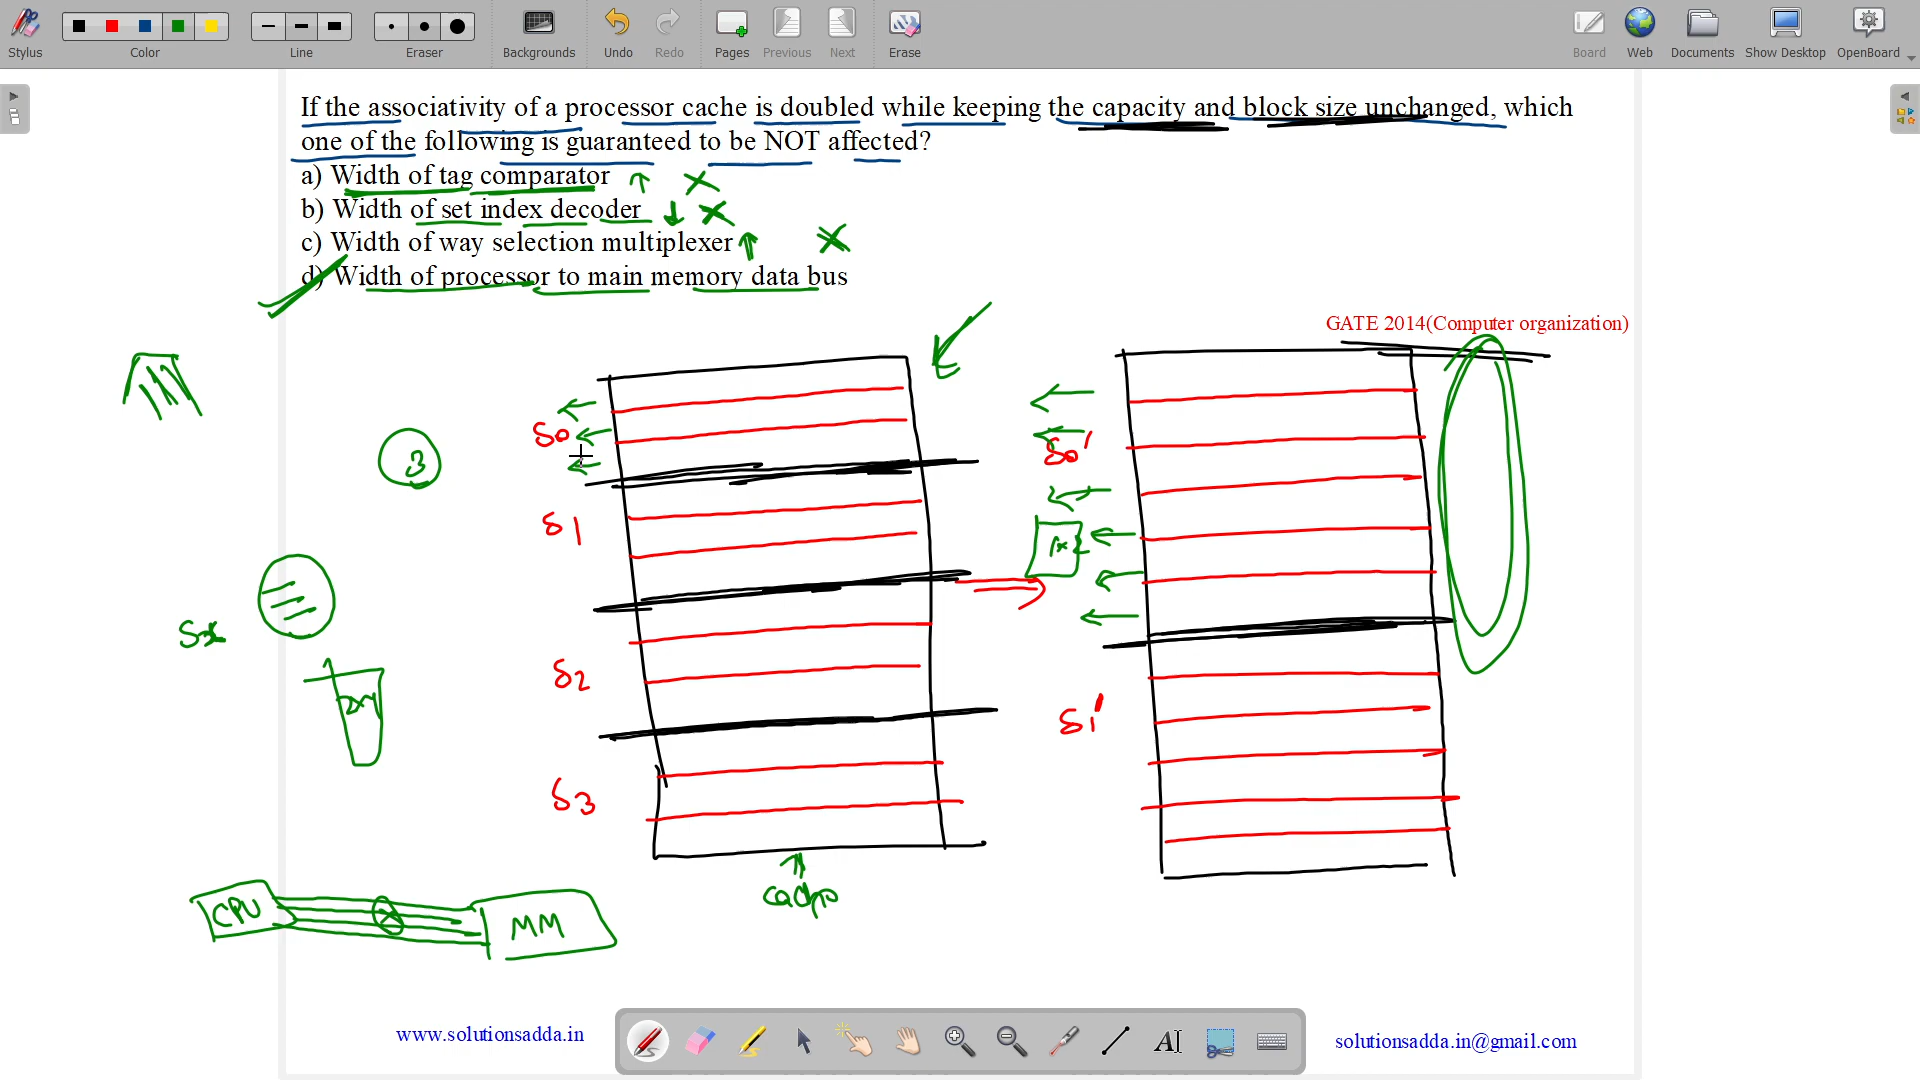 Stylus
Color
Line
Eraser
Backgrounds
Undo
Redo
Pages
Previous
Next
Erase
Board
Web
Documents
Show Desktop
OpenBoard
If the associativity of a processor cache is doubled while keeping the capacity and block size unchanged, which
one of the following is guaranteed to be NOT affected?
a) Width of tag comparator
b) Width of set index decoder
c) Width of way selection multiplexer
d) Width of processor to main memory data bus
GATE 2014(Computer organization)
S0
S0'
3
S1
S2
S1'
S3
CPU
MM
www.solutionsadda.in
solutionsadda.in@gmail.com